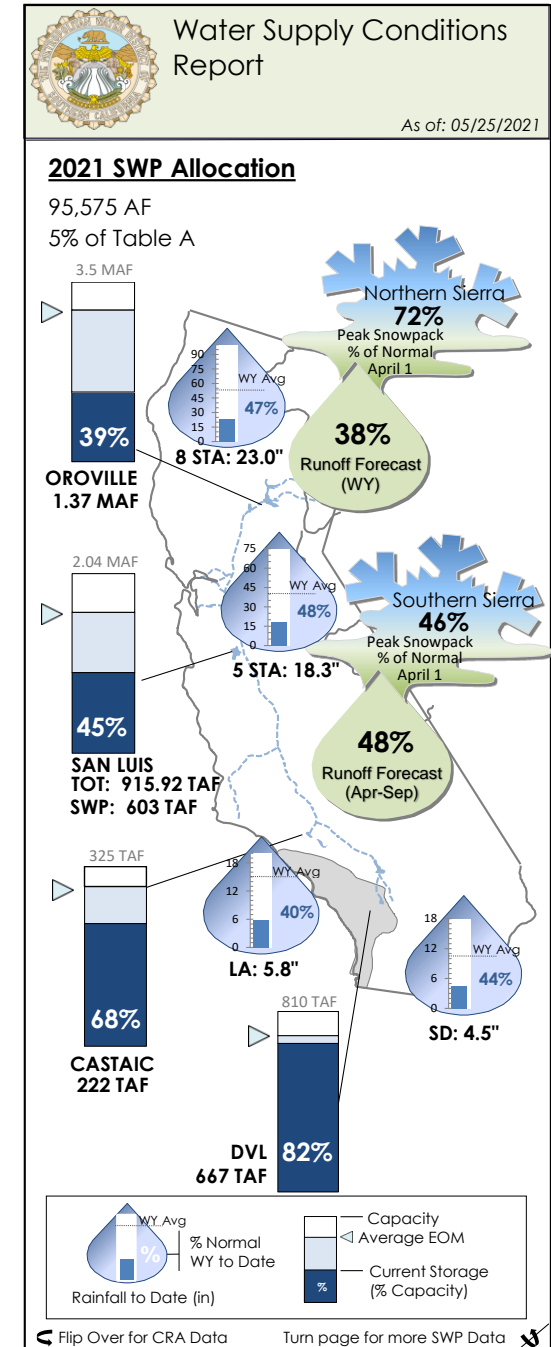 Water Supply Conditions
Report
As of: 05/25/2021
2021 SWP Allocation
95,575 AF
5% of Table A
3.5 MAF
39%
OROVILLE
1.37 MAF
90
75
60
45
30
15
0
WY Avg
47%
8 STA: 23.0"
Northern Sierra
72%
Peak Snowpack
% of Normal
April 1
38%
Runoff Forecast
(WY)
2.04 MAF
45%
SAN LUIS
TOT: 915.92 TAF
SWP: 603 TAF
75
60
45
30
15
0
WY Avg
48%
5 STA: 18.3"
Southern Sierra
46%
Peak Snowpack
% of Normal
April 1
48%
Runoff Forecast
(Apr-Sep)
325 TAF
68%
CASTAIC
222 TAF
18
12
6
0
WY Avg
40%
LA: 5.8"
18
12
6
0
WY Avg
44%
SD: 4.5"
810 TAF
82%
DVL
667 TAF
WY Avg
%
% Normal
WY to Date
Rainfall to Date (in)
Capacity
Average EOM
Current Storage
(% Capacity)
%
Flip Over for CRA Data
Turn page for more SWP Data